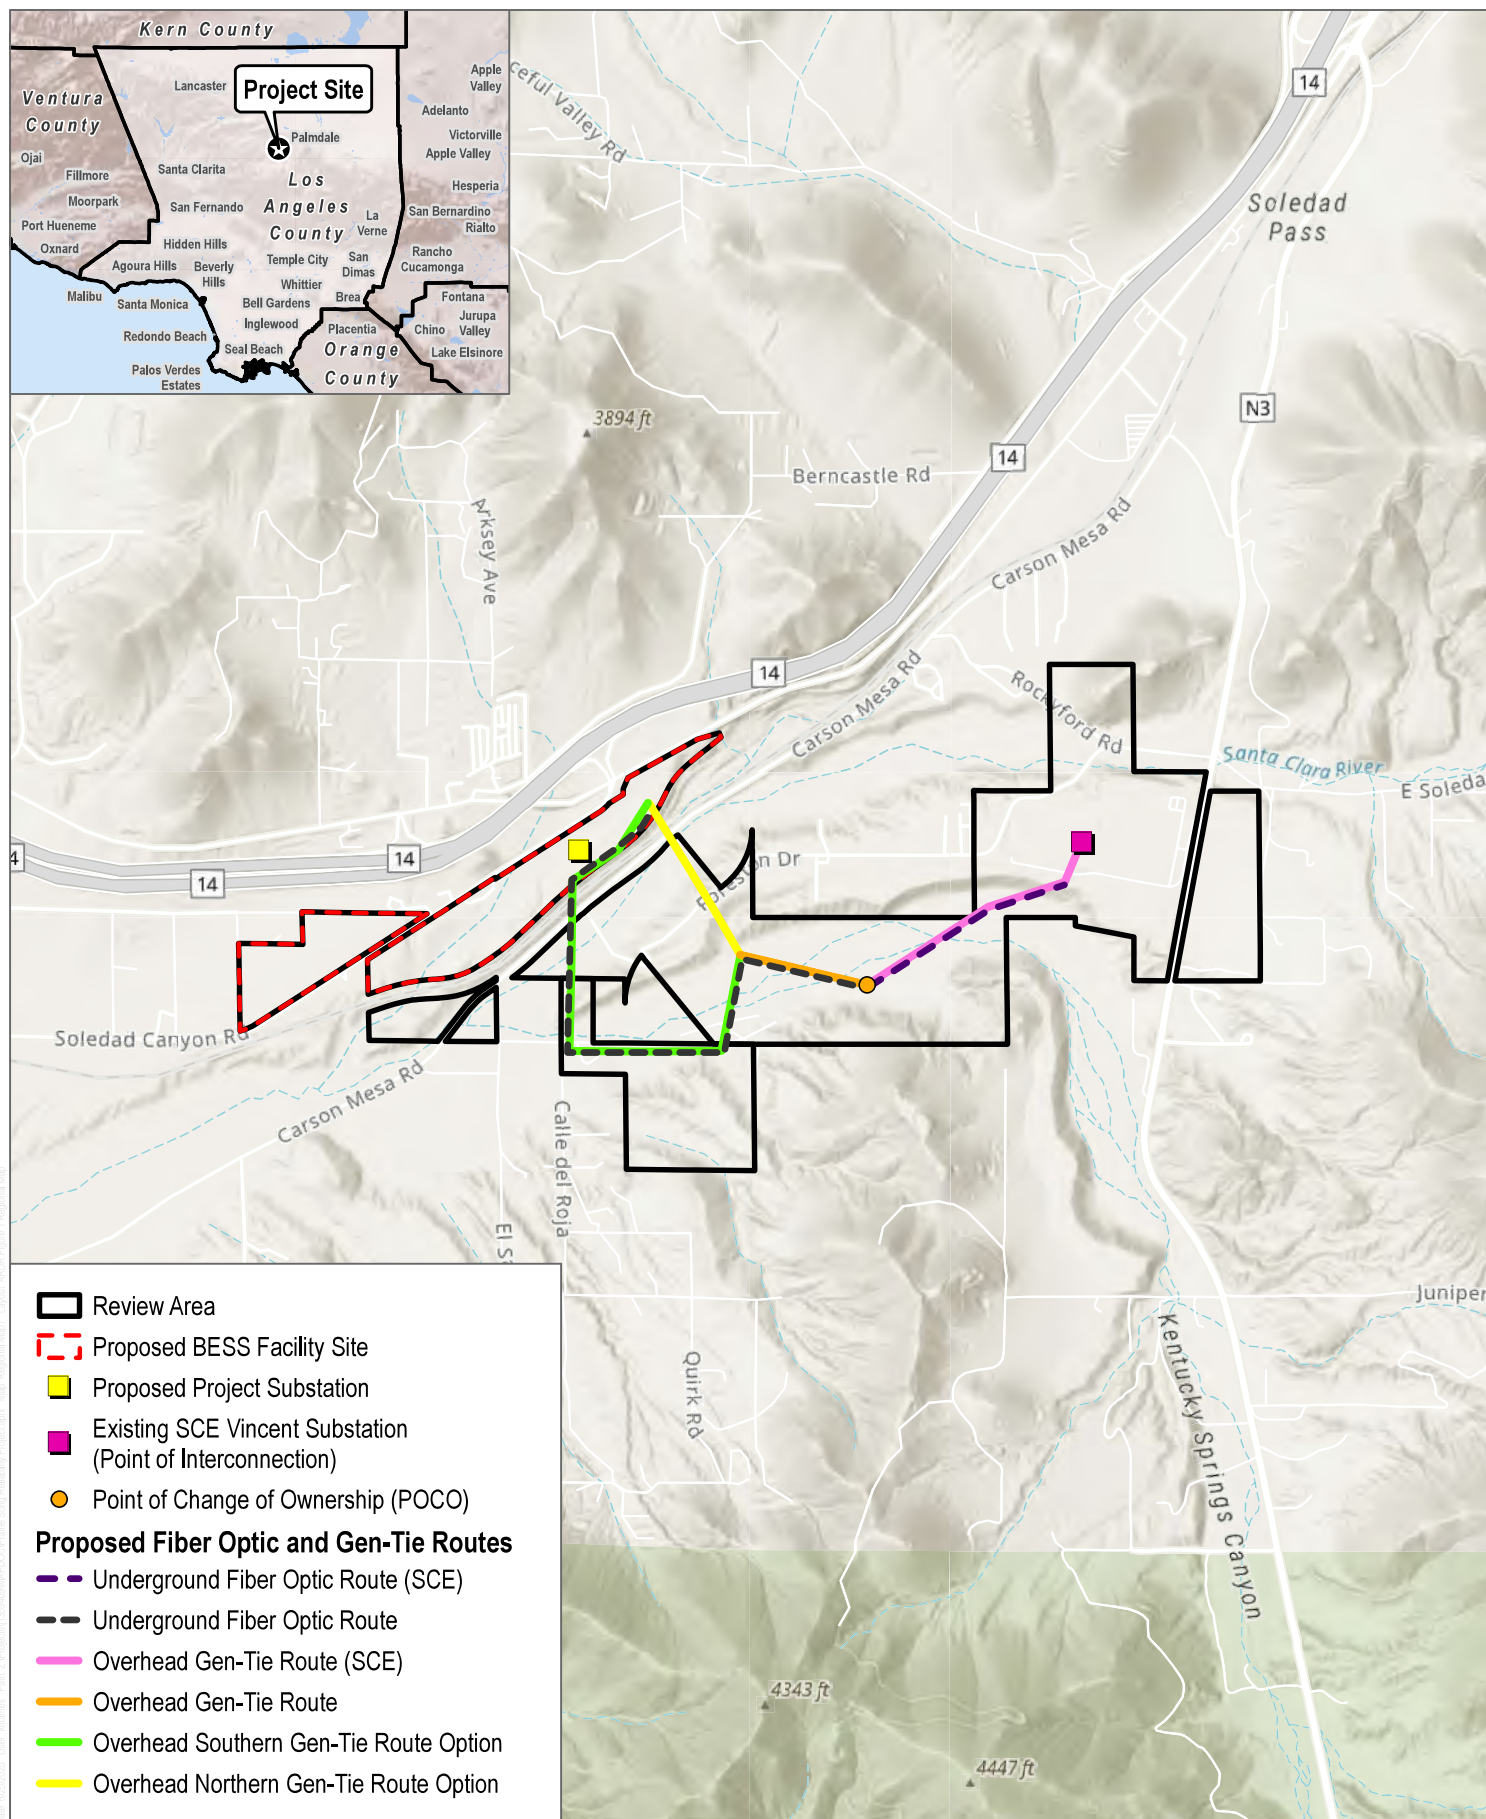 Kern County
Ventura
County
Lancaster
Project Site
Palmdale
Apple
Valley
Adelanto
Victorville
Apple Valley
Hesperia
Ojai
Fillmore
Moorpark
Port Hueneme
Oxnard
Santa Clarita
San Fernando
Los
Angeles
County
La
Verne
San Bernardino
Rialto
Hidden Hills
Agoura Hills
Beverly
Hills
Temple City
San
Dimas
Rancho
Cucamonga
Whittier
Malibu
Santa Monica
Bell Gardens
Brea
Fontana
Inglewood
Placentia
Chino
Jurupa
Valley
Redondo Beach
Seal Beach
Orange
County
Lake Elsinore
Palos Verdes
Estates
ceful Valley Rd
14
Soledad
Pass
N3
3894 ft
Berncastle Rd
14
Arksey Ave
Carson Mesa Rd
14
Carson Mesa Rd
Rockyford Rd
Santa Clara River
E Soleda
4
14
14
Foreston Dr
Soledad Canyon Rd
Carson Mesa Rd
Calle del Roja
El S
Juniper
Quirk Rd
Kentucky Springs Canyon
4343 ft
4447 ft
Review Area
Proposed BESS Facility Site
Proposed Project Substation
Existing SCE Vincent Substation
(Point of Interconnection)
Point of Change of Ownership (POCO)
Proposed Fiber Optic and Gen-Tie Routes
Underground Fiber Optic Route (SCE)
Underground Fiber Optic Route
Overhead Gen-Tie Route (SCE)
Overhead Gen-Tie Route
Overhead Southern Gen-Tie Route Option
Overhead Northern Gen-Tie Route Option